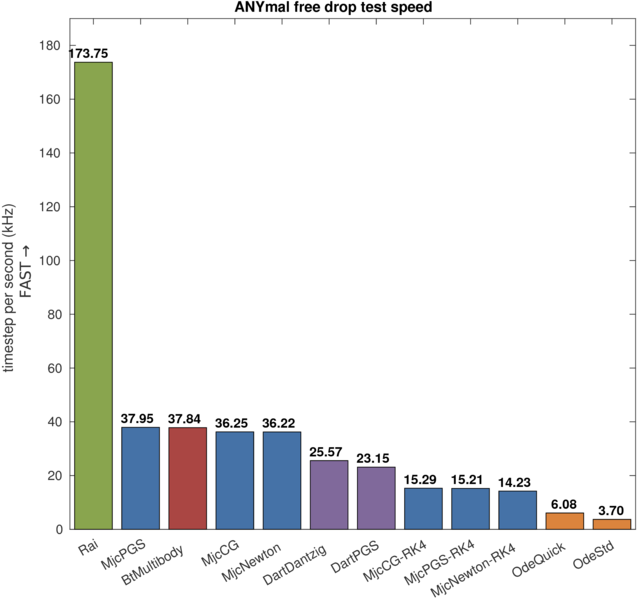 ANYmal free drop test speed
timestep per second (kHz)
FAST →
180
160
140
120
100
80
60
40
20
0
173.75
37.95
37.84
36.25
36.22
25.57
23.15
15.29
15.21
14.23
6.08
3.70
Rai
MjcPGS
BtMultibody
MjcCG
MjcNewton
DartDantzig
DartPGS
MjcCG-RK4
MjcPGS-RK4
MjcNewton-RK4
OdeQuick
OdeStd